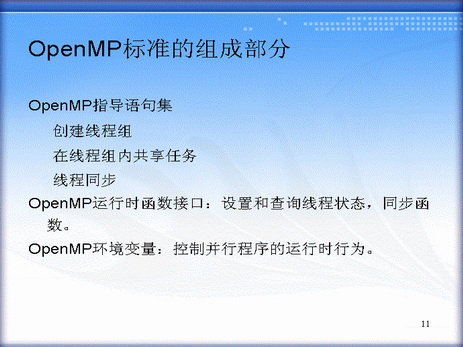 OpenMP标准的组成部分
OpenMP指导语句集
创建线程组
在线程组内共享任务
线程同步
OpenMP运行时函数接口：设置和查询线程状态，同步函
数。
OpenMP环境变量：控制并行程序的运行时行为。
11